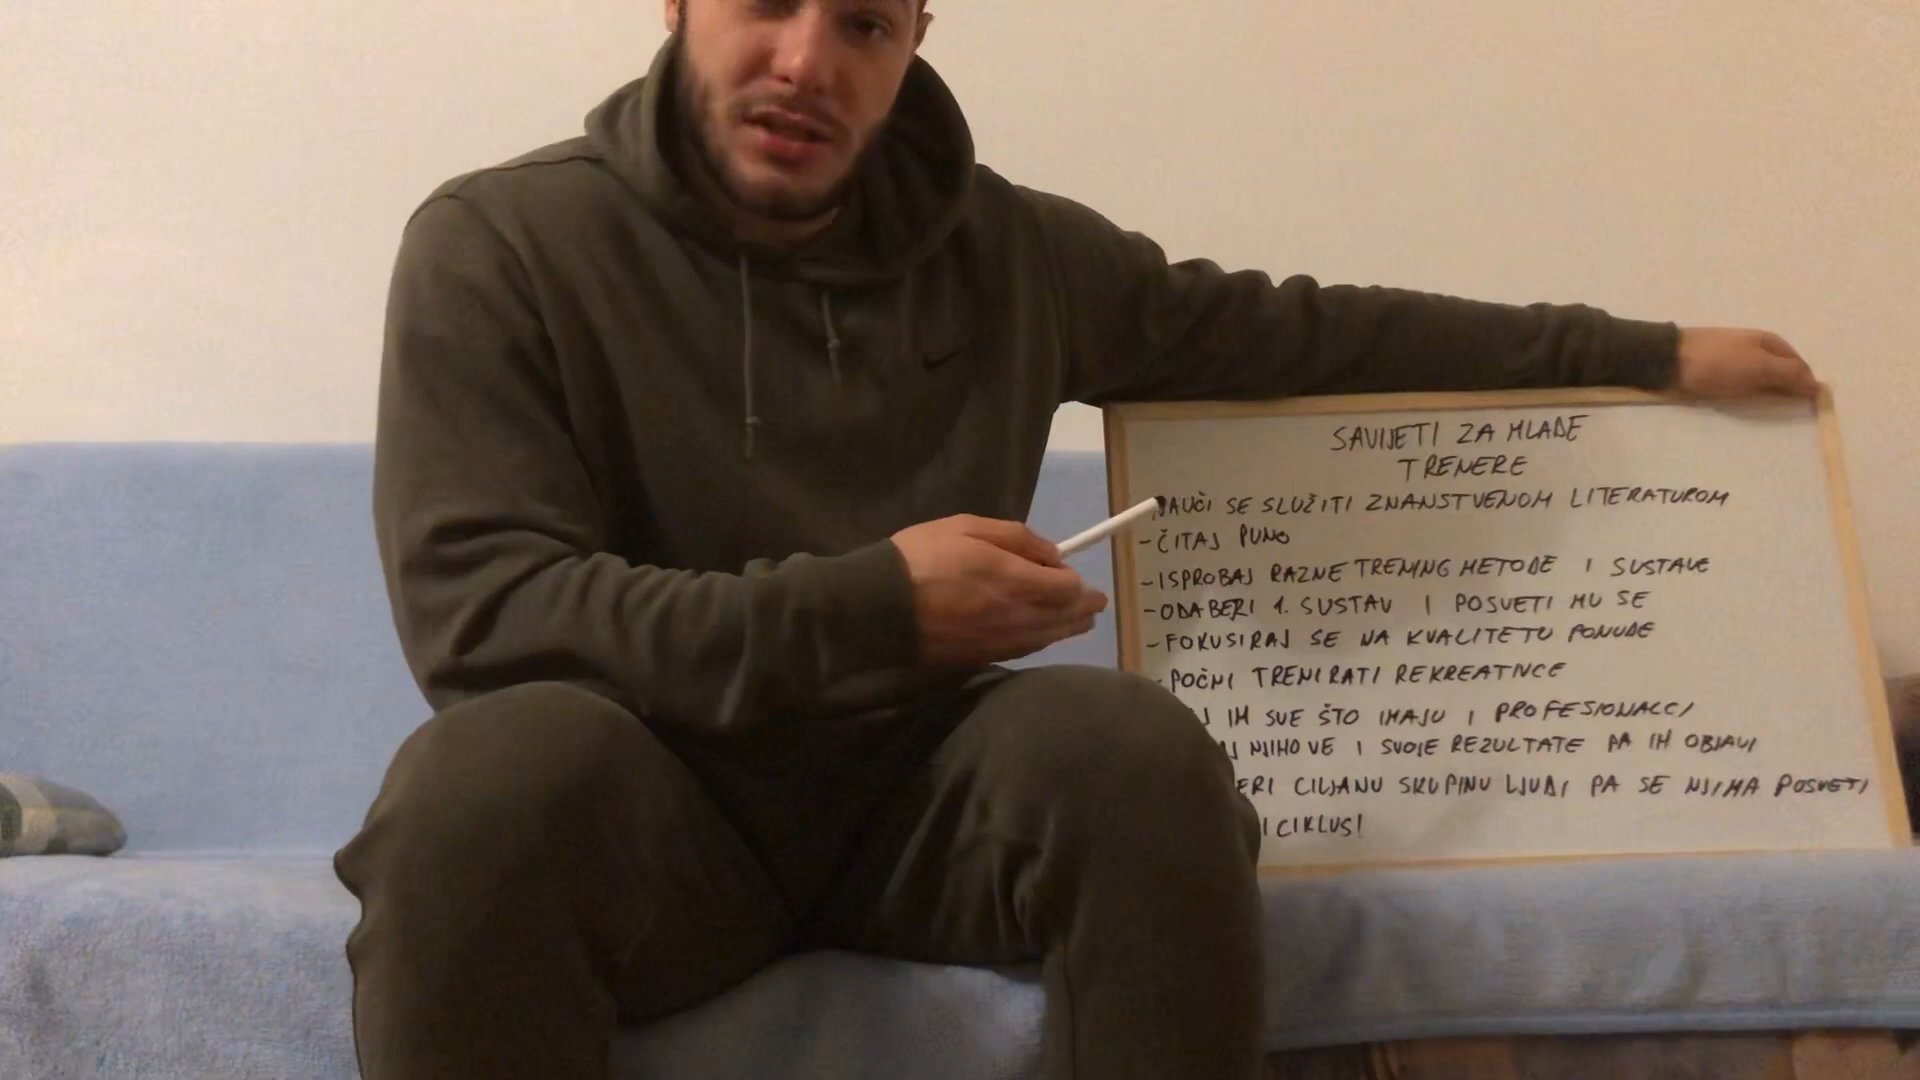 SAVIJETI ZA MLADE
TRENERE
NAUČI SE SLUŽITI ZNANSTVENOM LITERATUROM
-ČITAJ PUNO
-ISPROBAJ RAZNE TRENING METODE I SUSTAVE
-ODABERI 1. SUSTAV I POSVETI MU SE
-FOKUSIRAJ SE NA KVALITETU PONUDE
-POČNI TRENIRATI REKREATIVCE
IM SVE ŠTO IMAJU I PROFESIONALCI
NJIHOVE I SVOJE REZULTATE PA IH OBJAVI
CILJANU SKUPINU LJUDI PA SE NJIMA POSVETI
CIKLUS!